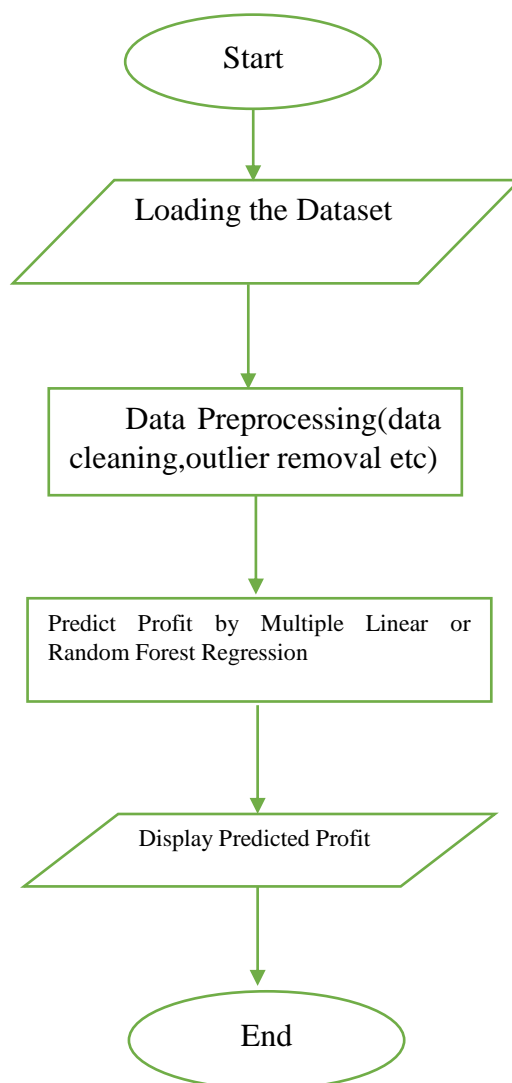 Start
Loading the Dataset
Data Preprocessing(data
cleaning,outlier removal etc)
Predict Profit by Multiple Linear or
Random Forest Regression
Display Predicted Profit
End